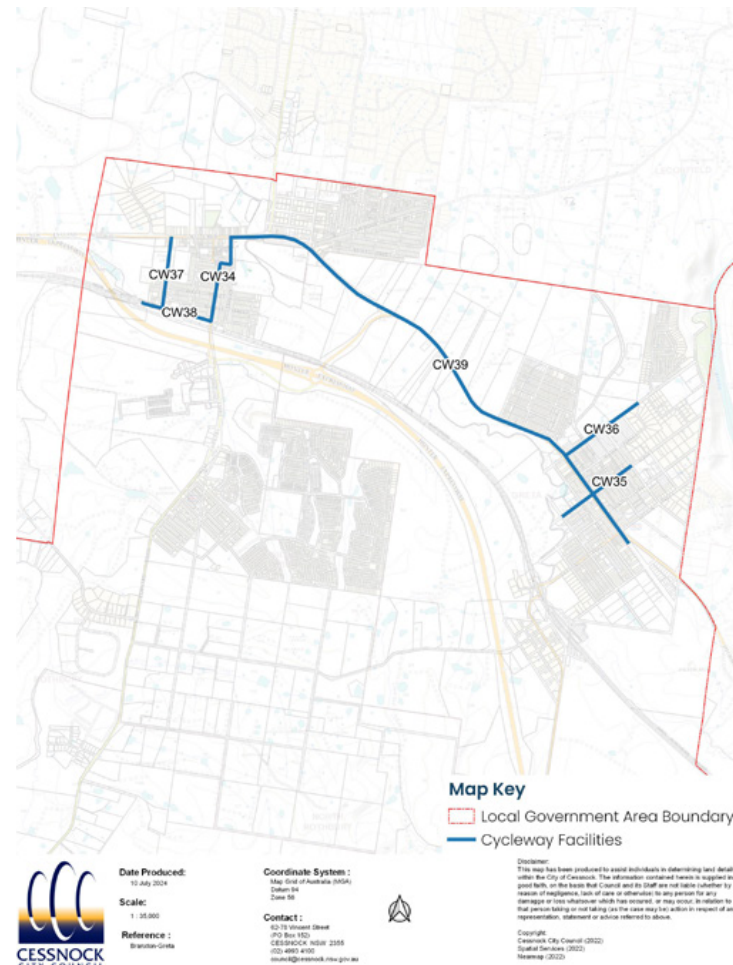 CW37
CW34
CW38
CW39
CW36
CW35
Map Key
Local Government Area Boundary
Cycleway Facilities
CESSNOCK
CITY COUNCIL
Date Produced:
10 July 2024
Scale:
1 : 35,000
Reference :
Branxton-Greta
Coordinate System :
Map Grid of Australia (MGA)
Datum 94
Zone 56
Contact :
62-78 Vincent Street
(PO Box 152)
CESSNOCK NSW 2325
(02) 4993 4100
council@cessnock.nsw.gov.au
Disclaimer:
This map has been produced to assist individuals in determining land detail
within the City of Cessnock. The information contained herein is supplied in
good faith, on the basis that Council and its Staff are not liable (whether by
reason of negligence, lack of care or otherwise) to any person for any
damage or loss whatsoever which has occured, or may occur, in relation to
that person taking or not taking (as the case may be) action in respect of any
representation, statement or advice referred to above.
Copyright:
Cessnock City Council (2022)
Spatial Services (2022)
Nearmap (2022)